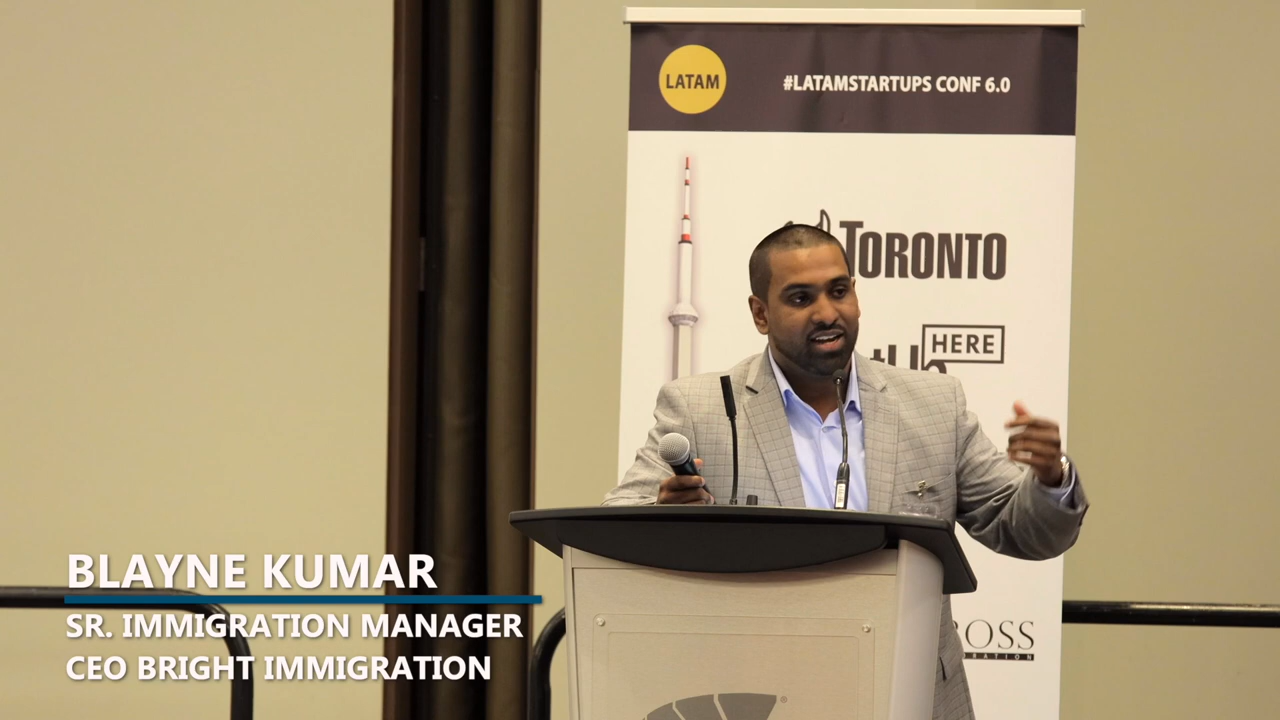 LATAM
#LATAMSTARTUPS CONF 6.0
TORONTO
HERE
BLAYNE KUMAR
SR. IMMIGRATION MANAGER
CEO BRIGHT IMMIGRATION